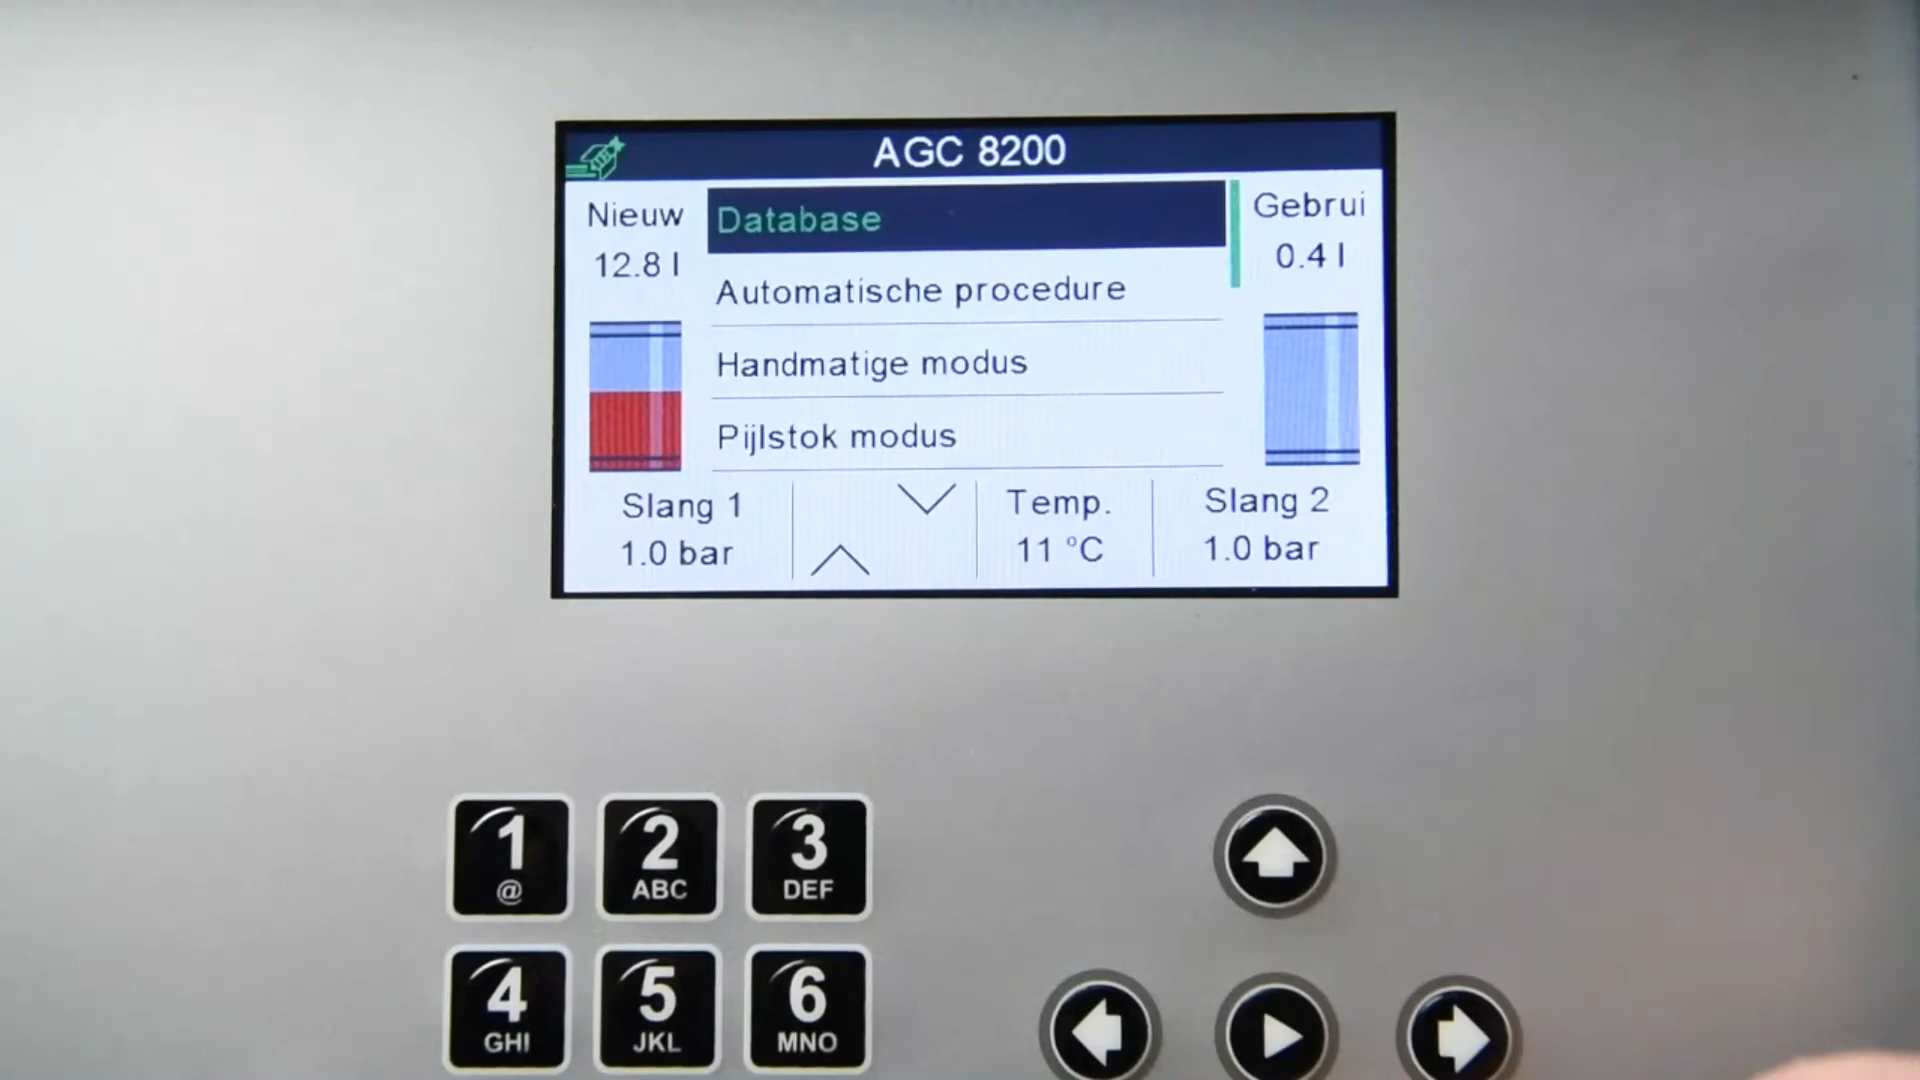 AGC 8200
Nieuw
12.8 l
Database
Automatische procedure
Handmatige modus
Pijlstok modus
Gebrui
0.4 l
Slang 1
1.0 bar
Temp.
11 °C
Slang 2
1.0 bar
1
@
2
ABC
3
DEF
4
GHI
5
JKL
6
MNO